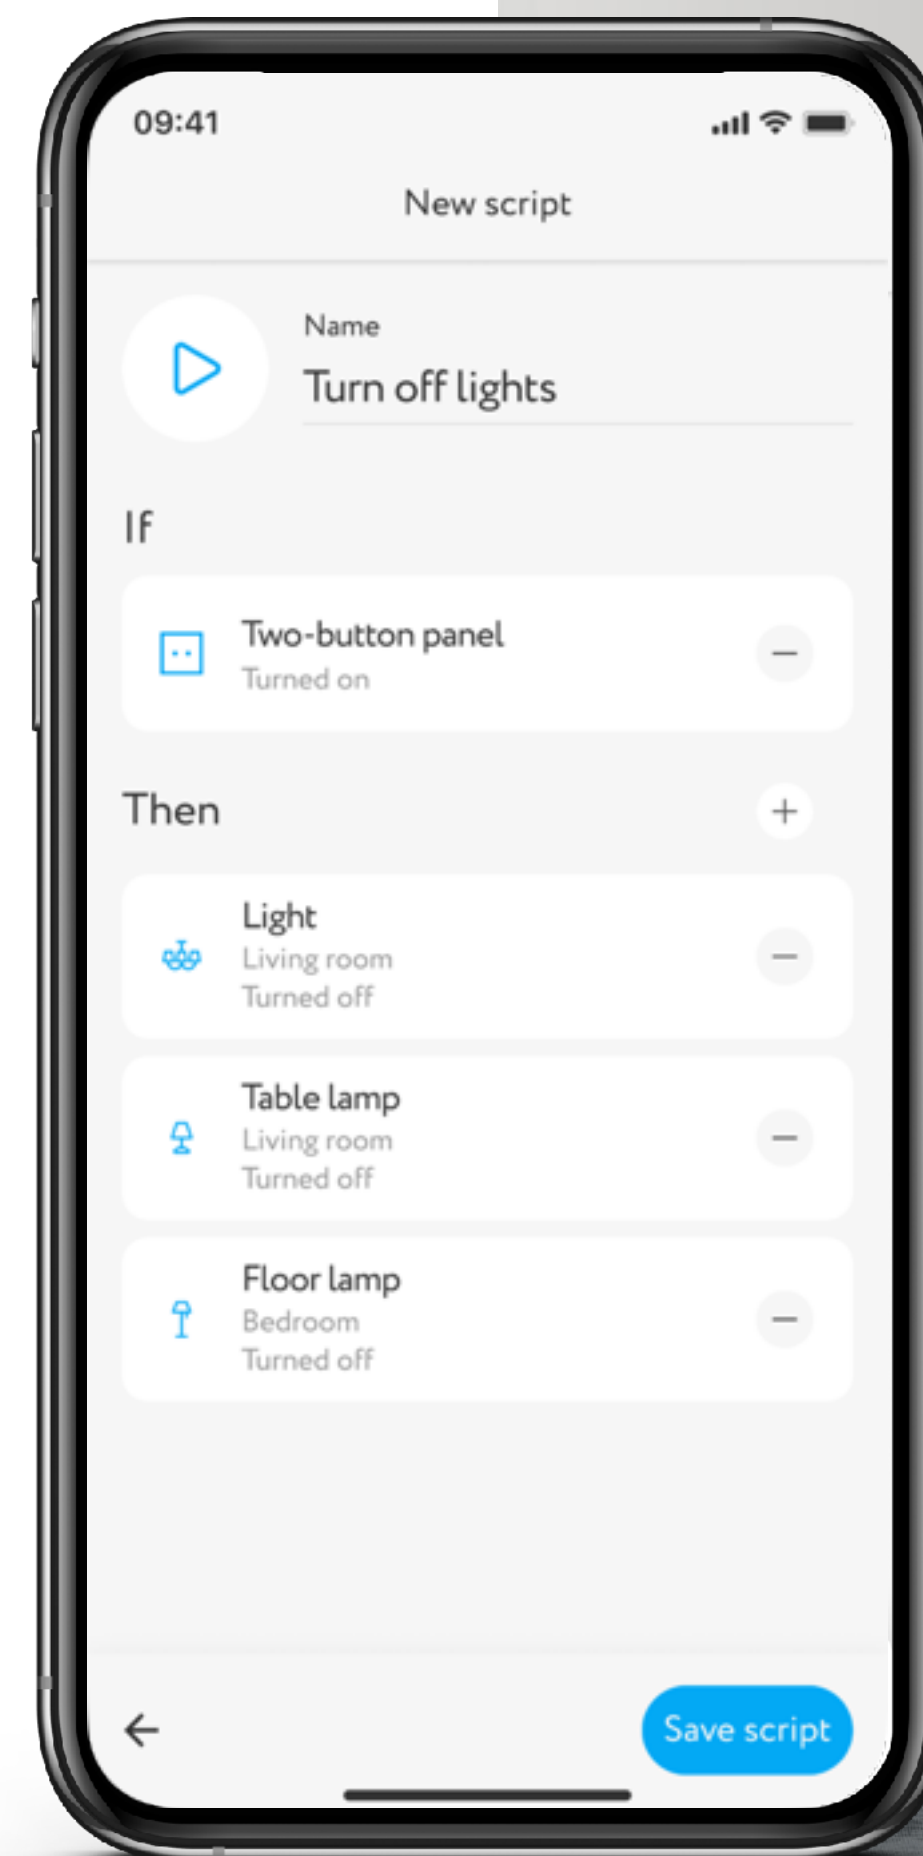 09:41
New script
Name
Turn off lights
If
Two-button panel
Turned on
Then
Light
Living room
Turned off
Table lamp
Living room
Turned off
Floor lamp
Bedroom
Turned off
Save script